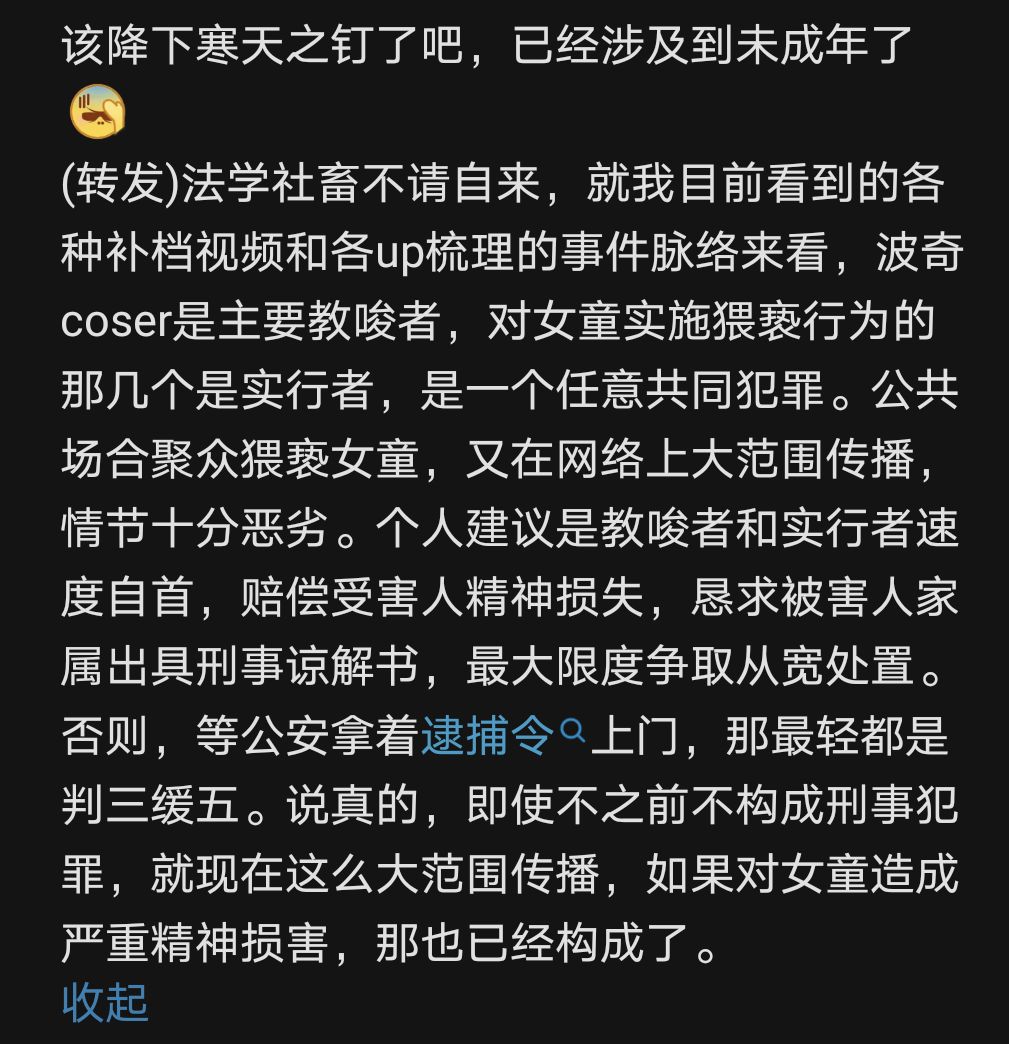 该降下寒天之钉了吧，已经涉及到未成年了
(转发)法学社畜不请自来，就我目前看到的各
种补档视频和各up梳理的事件脉络来看，波奇
coser是主要教唆者，对女童实施猥亵行为的
那几个是实行者，是一个任意共同犯罪。公共
场合聚众猥亵女童，又在网络上大范围传播，
情节十分恶劣。个人建议是教唆者和实行者速
度自首，赔偿受害人精神损失，恳求被害人家
属出具刑事谅解书，最大限度争取从宽处置。
否则，等公安拿着逮捕令上门，那最轻都是
判三缓五。说真的，即使不之前不构成刑事犯
罪，就现在这么大范围传播，如果对女童造成
严重精神损害，那也已经构成了。
收起